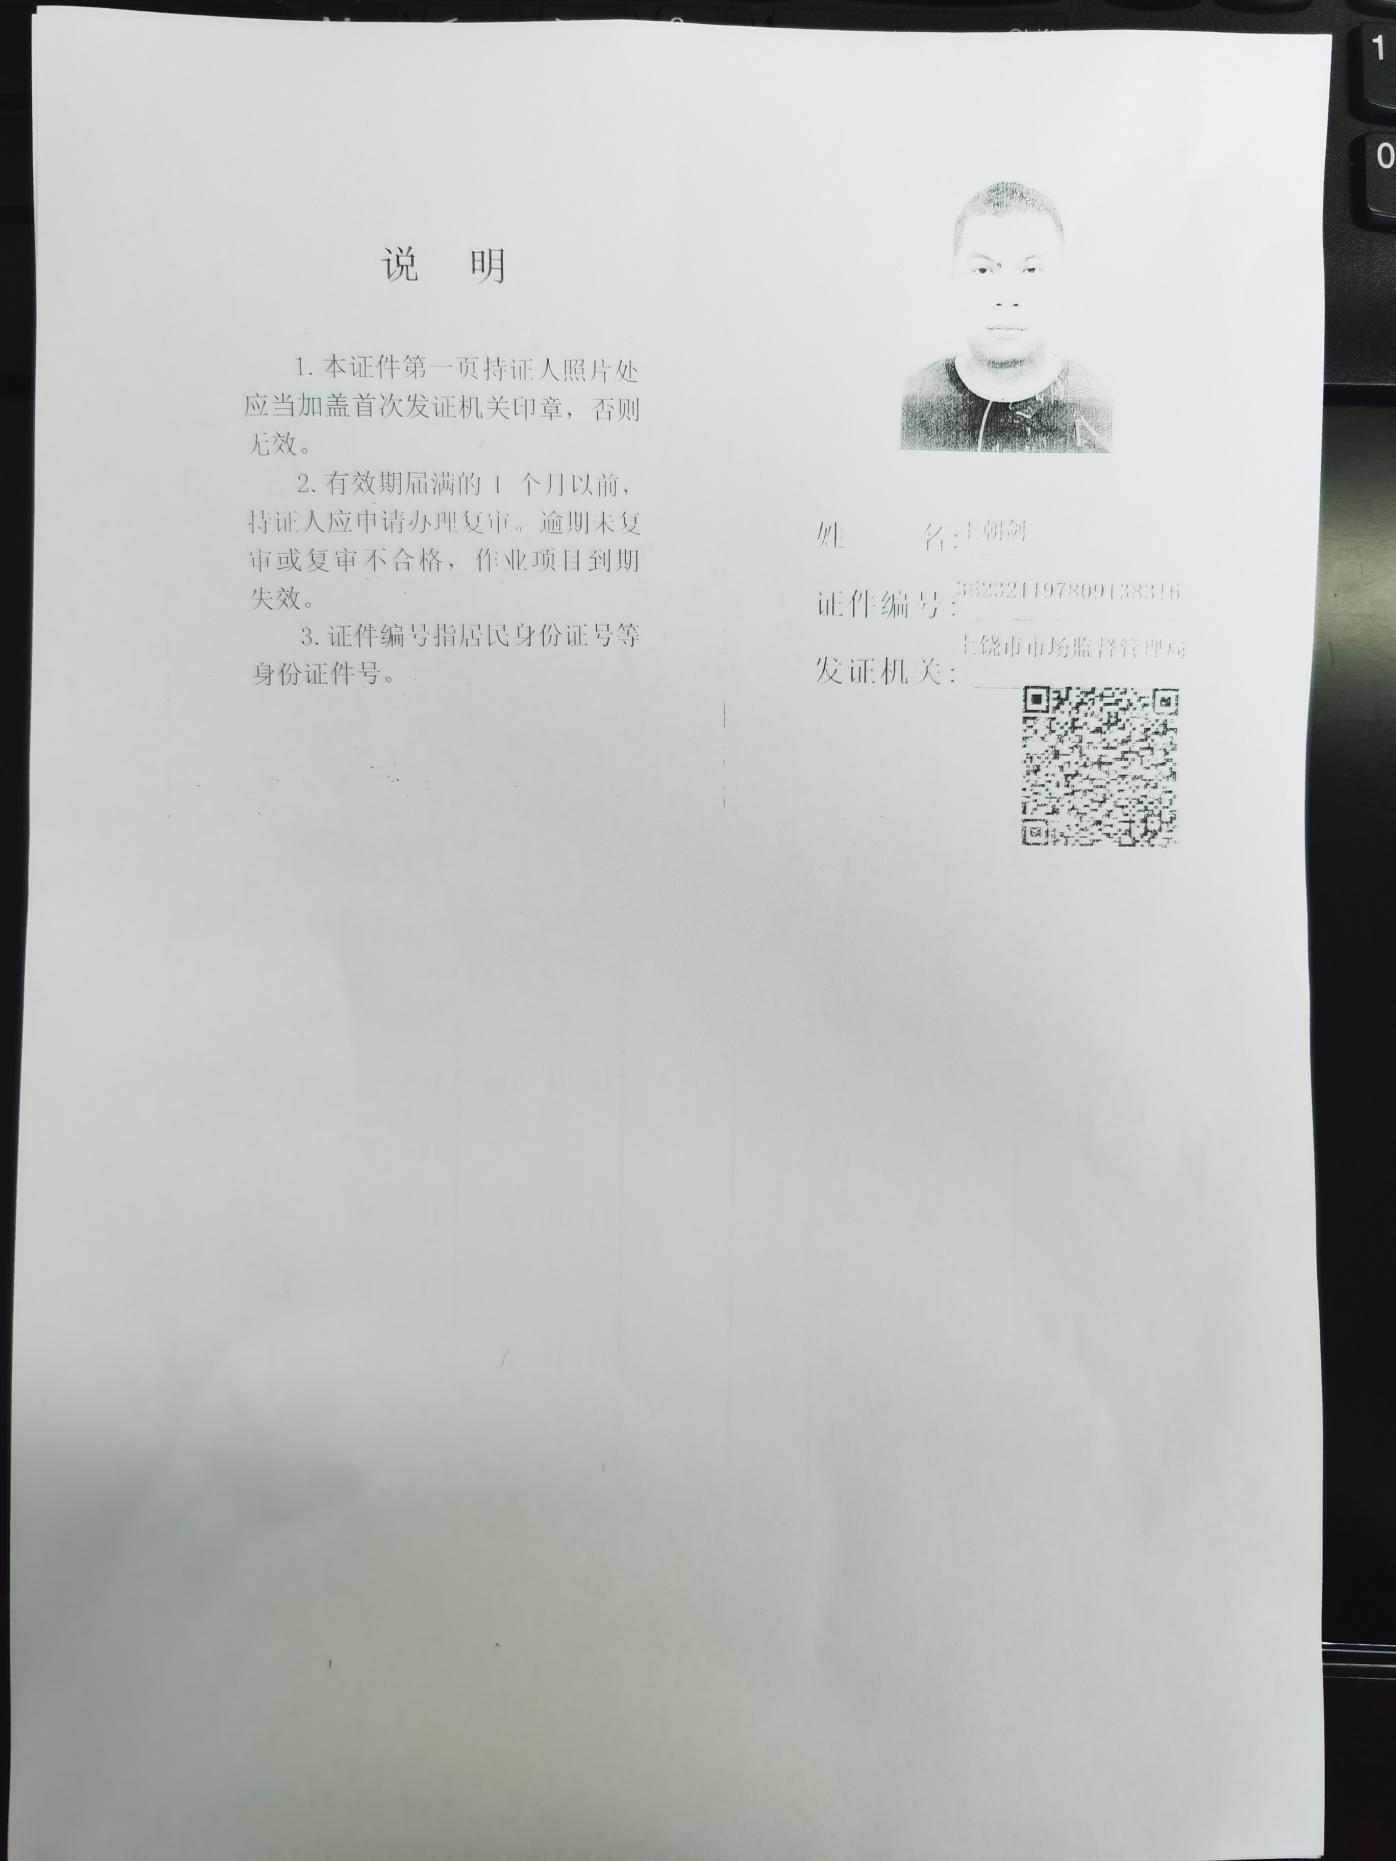 说 明
1. 本证件第一页持证人照片处
应当加盖首次发证机关印章，否则
无效。
2. 有效期届满的 1 个月以前，
持证人应申请办理复审。逾期未复
审或复审不合格，作业项目到期
失效。
3. 证件编号指居民身份证号等
身份证件号。
姓 名：朝剑
证件编号：
发证机关：上饶市市场监督管理局
1
0